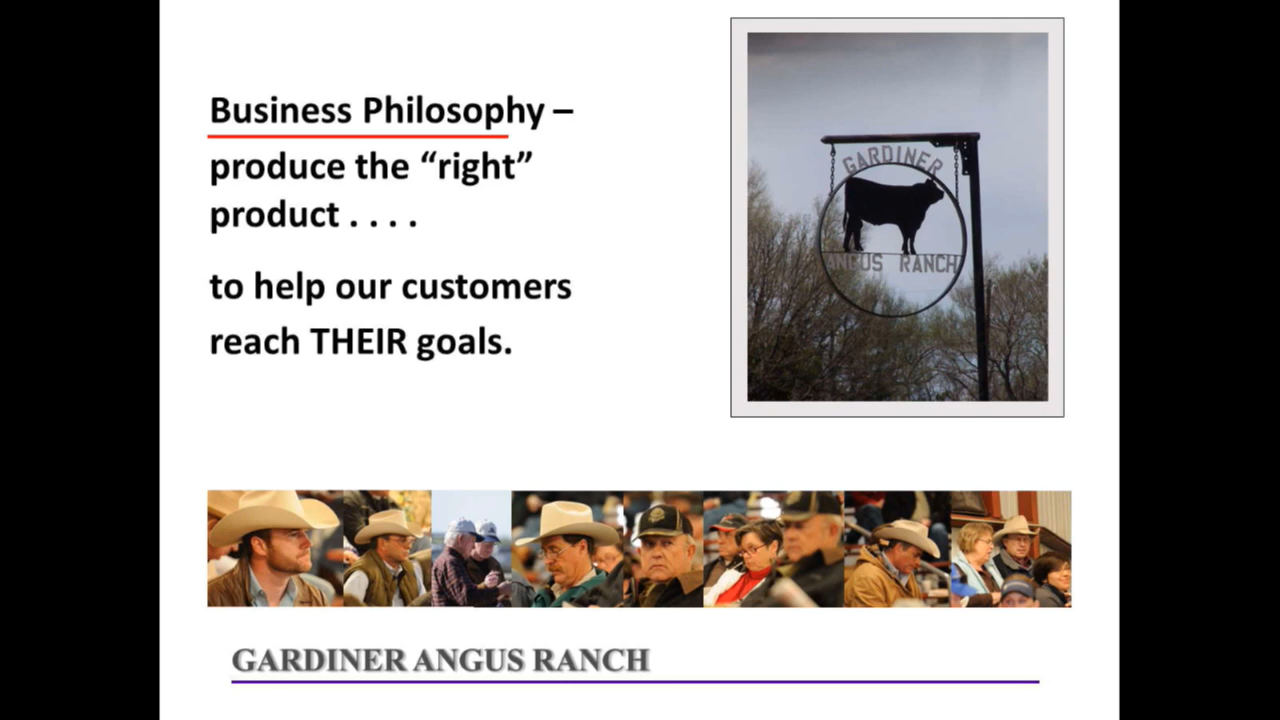 Business Philosophy –
produce the “right”
product . . . .
to help our customers
reach THEIR goals.
GARDINER
ANGUS RANCH
GARDINER ANGUS RANCH